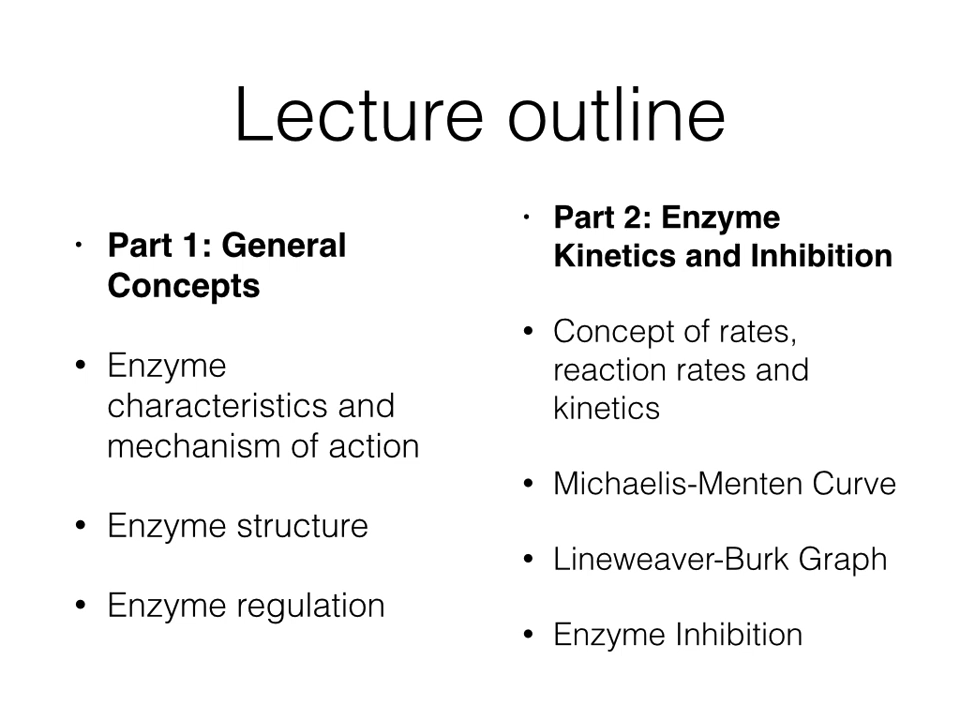 Lecture outline
• Part 1: General
Concepts
• Enzyme
characteristics and
mechanism of action
• Enzyme structure
• Enzyme regulation
• Part 2: Enzyme
Kinetics and Inhibition
• Concept of rates,
reaction rates and
kinetics
• Michaelis-Menten Curve
• Lineweaver-Burk Graph
• Enzyme Inhibition